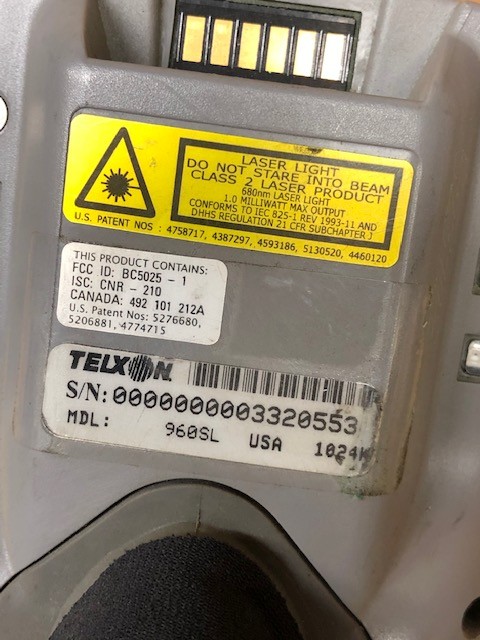 LASER LIGHT
DO NOT STARE INTO BEAM
CLASS 2 LASER PRODUCT
680nm LASER LIGHT
1.0 MILLIWATT MAX OUTPUT
CONFORMS TO IEC 825-1 REV 1993-11 AND
DHHS REGULATION 21 CFR SUBCHAPTER J
U.S. PATENT NOS : 4758717, 4387297, 4593186, 5130520, 4460120
THIS PRODUCT CONTAINS:
FCC ID: BC5025 - 1
ISC: CNR - 210
CANADA: 492 101 212A
U.S. Patent Nos: 5276680,
5206881, 4774715
TELXON.
S/N: 0000000003320553
MDL: 960SL USA 1024K